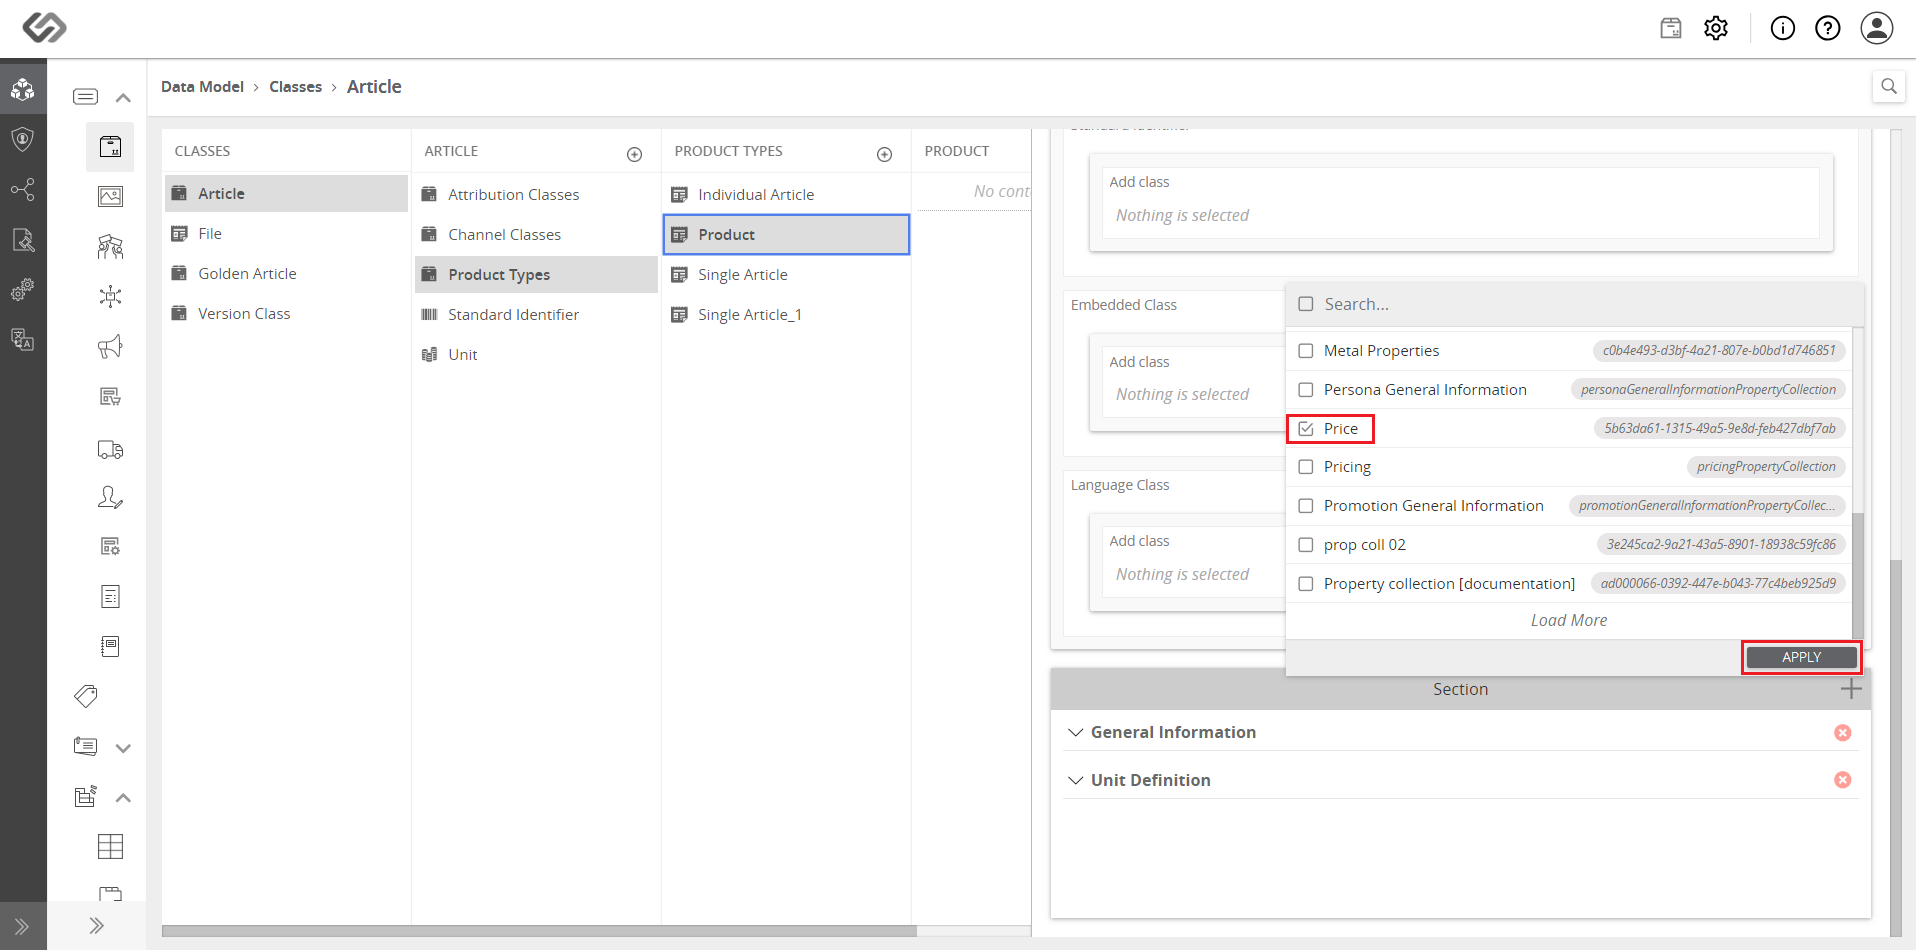 Data Model > Classes > Article
CLASSES
Article
File
Golden Article
Version Class
ARTICLE
Attribution Classes
Channel Classes
Product Types
Standard Identifier
Unit
PRODUCT TYPES
Individual Article
Product
Single Article
Single Article_1
PRODUCT
No cont
Standard Identifier
Add class
Nothing is selected
Embedded Class
Add class
Nothing is selected
Language Class
Add class
Nothing is selected
Search...
Metal Properties c0b4e493-d3bf-4a21-807e-b0bd1d746851
Persona General Information personaGeneralInformationPropertyCollection
Price 5b63da61-1315-49a5-9e8d-feb427dbf7ab
Pricing pricingPropertyCollection
Promotion General Information promotionGeneralInformationPropertyCollec...
prop coll 02 3e245ca2-9a21-43a5-8901-18938c59fc86
Property collection [documentation] ad000066-0392-447e-b043-77c4beb925d9
Load More
APPLY
Section
General Information
Unit Definition